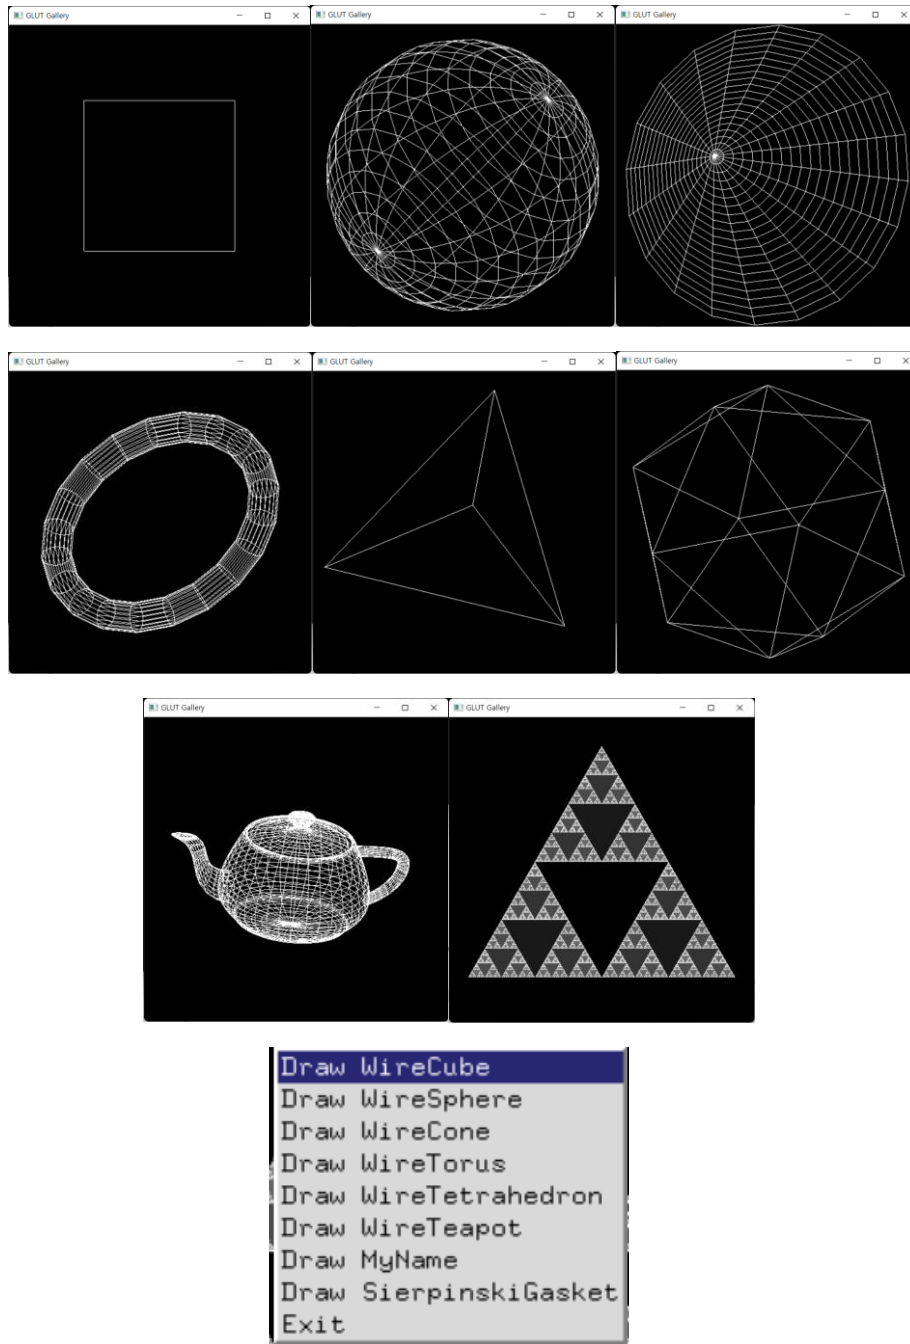 GLUT Gallery
GLUT Gallery
GLUT Gallery
GLUT Gallery
GLUT Gallery
GLUT Gallery
GLUT Gallery
GLUT Gallery
Draw WireCube
Draw WireSphere
Draw WireCone
Draw WireTorus
Draw WireTetrahedron
Draw WireTeapot
Draw MyName
Draw SierpinskiGasket
Exit